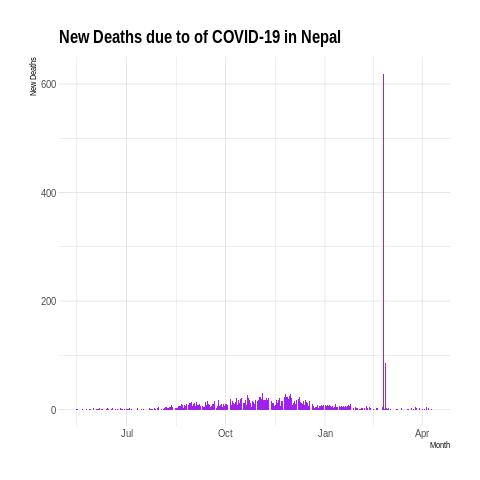 New Deaths due to of COVID-19 in Nepal
New Deaths
600
400
200
0
Jul Oct Jan Apr
Month